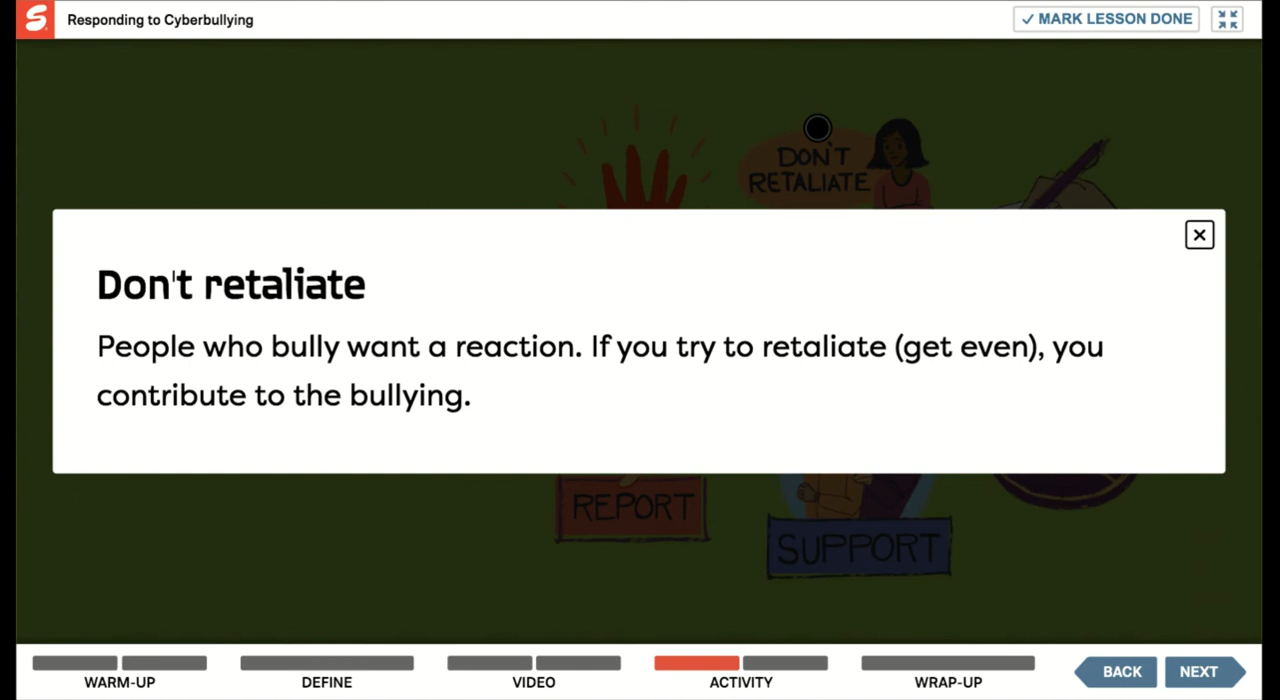 Responding to Cyberbullying
✓ MARK LESSON DONE
DON'T
RETALIATE
Don't retaliate
People who bully want a reaction. If you try to retaliate (get even), you
contribute to the bullying.
REPORT
SUPPORT
WARM-UP
DEFINE
VIDEO
ACTIVITY
WRAP-UP
BACK
NEXT